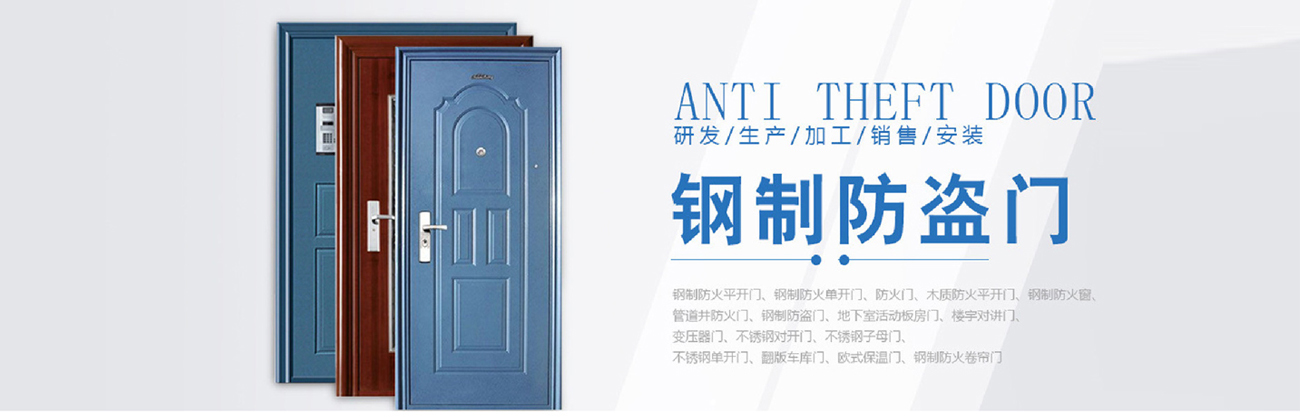 ANTI THEFT DOOR
研发/生产/加工/销售/安装
钢制防盗门
钢制防火平开门、钢制防火单开门、防火门、木质防火平开门、钢制防火窗、
管道井防火门、钢制防盗门、地下室活动板房门、楼宇对讲门、
变压器门、不锈钢对开门、不锈钢子母门、
不锈钢单开门、翻版车库门、欧式保温门、钢制防火卷帘门